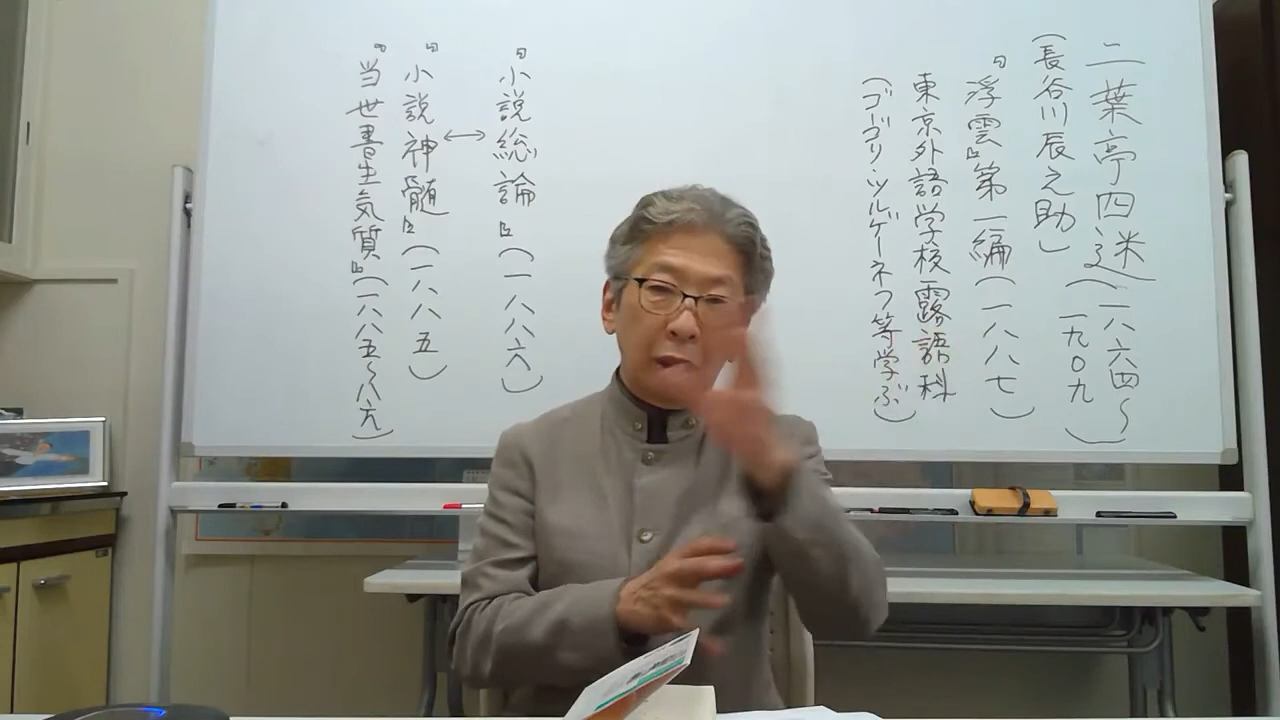 二葉亭四迷(一八六四〜
一九〇九)
(長谷川辰之助)
『浮雲』第一編(一八八七)
東京外語学校露語科
(ゴーゴリ・ツルゲーネフ等学ぶ)
『小説総論』(一八八六)
↔
『小説神髄』(一八八五)
『当世書生気質』(一八八五〜八六)